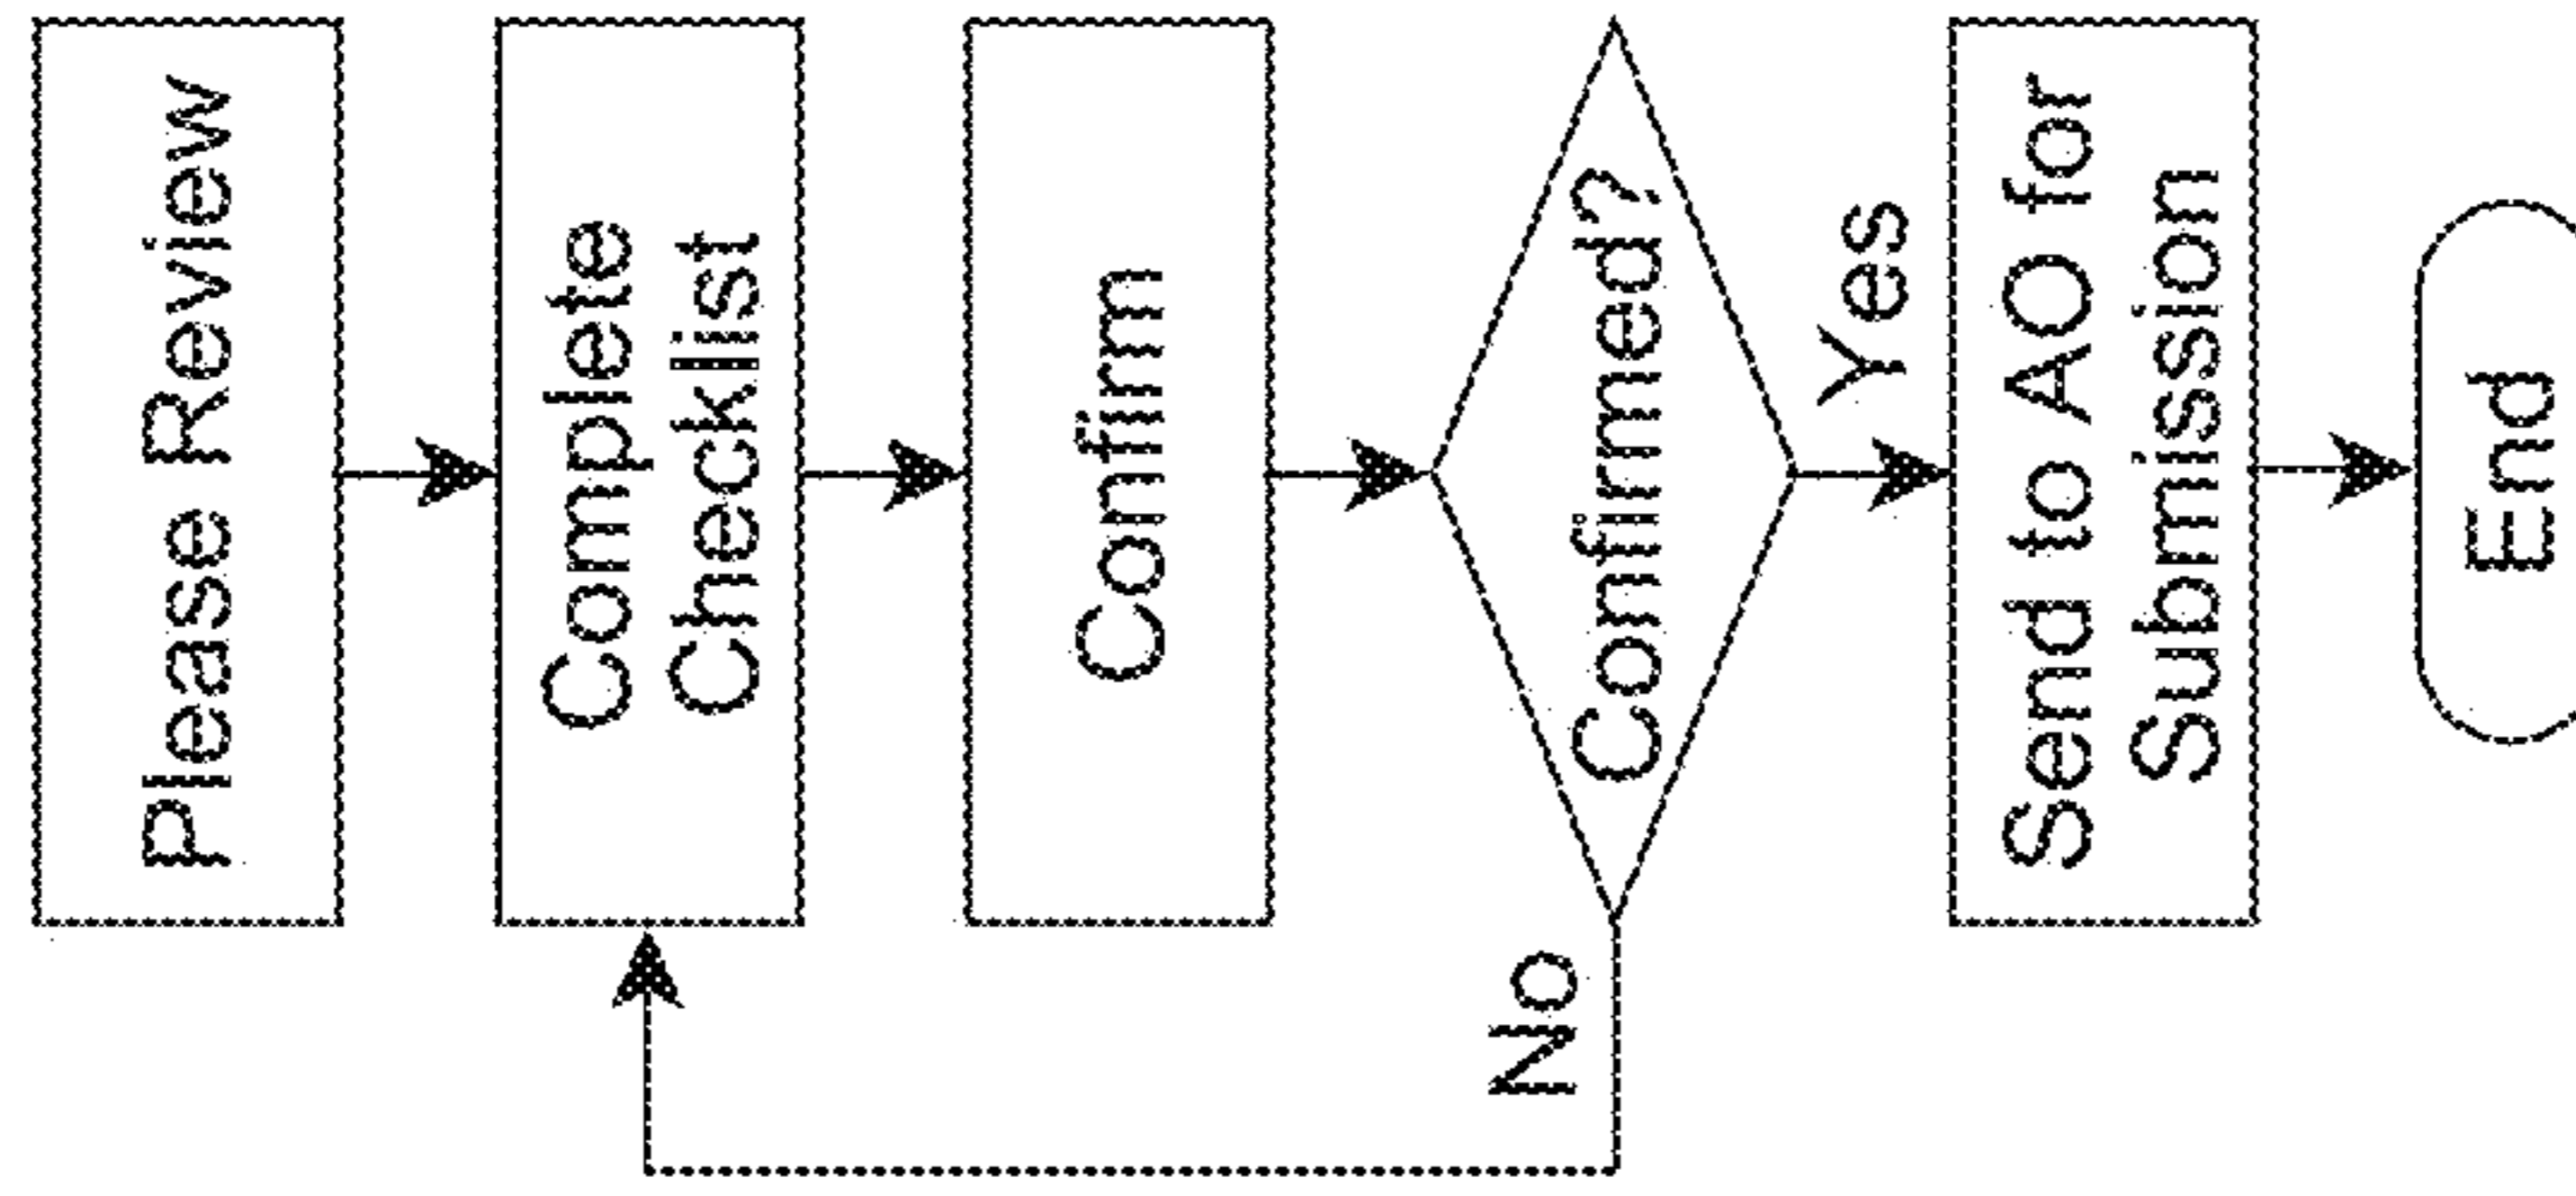 Please Review
Complete
Checklist
Confirm
Confirmed?
No
Yes
Send to AO for
Submission
End